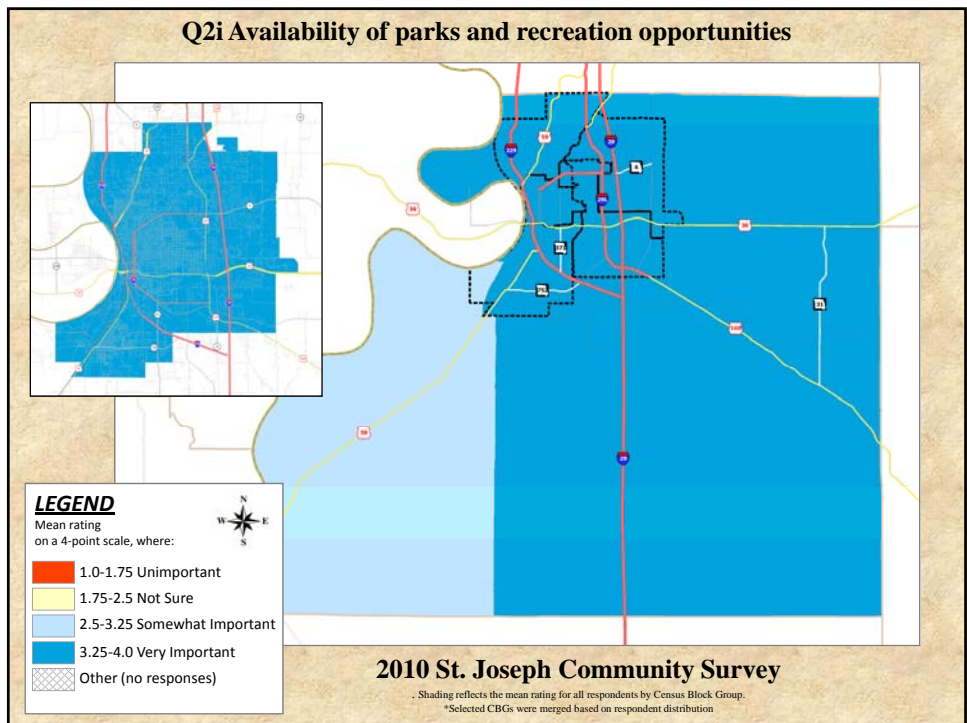 Q2i Availability of parks and recreation opportunities
229
59
29
6
36
29
36
371
752
31
59
29
LEGEND
Mean rating
on a 4-point scale, where:
N
W
E
S
1.0-1.75 Unimportant
1.75-2.5 Not Sure
2.5-3.25 Somewhat Important
3.25-4.0 Very Important
Other (no responses)
2010 St. Joseph Community Survey
. Shading reflects the mean rating for all respondents by Census Block Group.
*Selected CBGs were merged based on respondent distribution